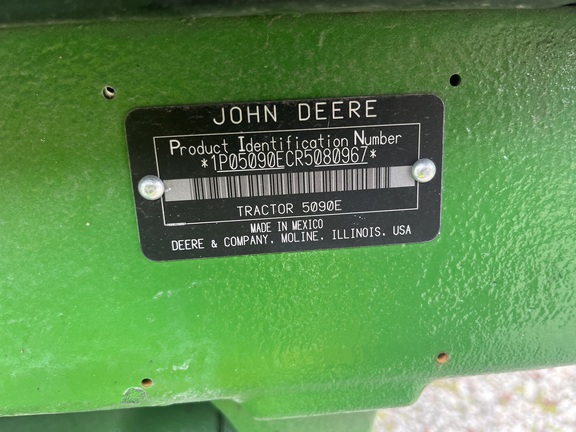 JOHN DEERE
Product Identification Number
*1P05090ECR5080967*
TRACTOR 5090E
MADE IN MEXICO
DEERE & COMPANY, MOLINE, ILLINOIS, USA